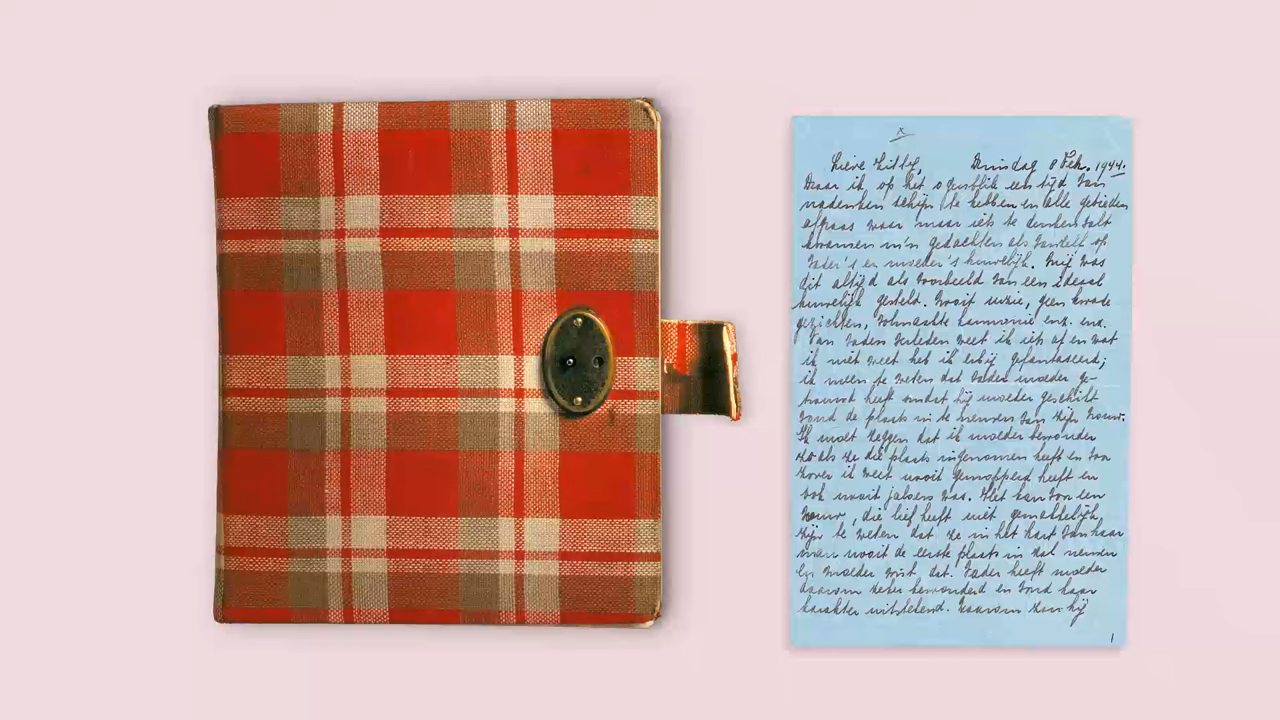 x
Lieve Kitty, Dinsdag 8 Feb. 1944.
Daar ik op het ogenblik een tijd van
nadenken schijn te hebben en alle gebieden
afgraas waar maar iets te denken valt
kwamen m'n gedachten als vanzelf op
Vader's en moeder's huwelijk. Mij was
dit altijd als voorbeeld van een ideaal
huwelijk gesteld. Nooit ruzie, geen kwade
gezichten, volmaakte harmonie enz. enz.
Van Vaders verleden weet ik iets af en wat
ik niet weet heb ik erbij gefantaseerd;
ik meen te weten dat Vader moeder ge-
trouwd heeft omdat hij moeder geschikt
vond de plaats in te nemen van zijn vrouw.
Ik moet zeggen dat ik moeder bewonder
zoals ze die plaats ingenomen heeft en voor
zover ik weet nooit gemopperd heeft en
ook nooit jaloers was. Het kan voor een
vrouw, die lief heeft niet gemakkelijk
zijn te weten dat ze in het hart van haar
man nooit de eerste plaats in zal nemen
en moeder wist dat. Vader heeft moeder
daarom zeker bewonderd en vond haar
karakter uitstekend. Waarom zou hij
1